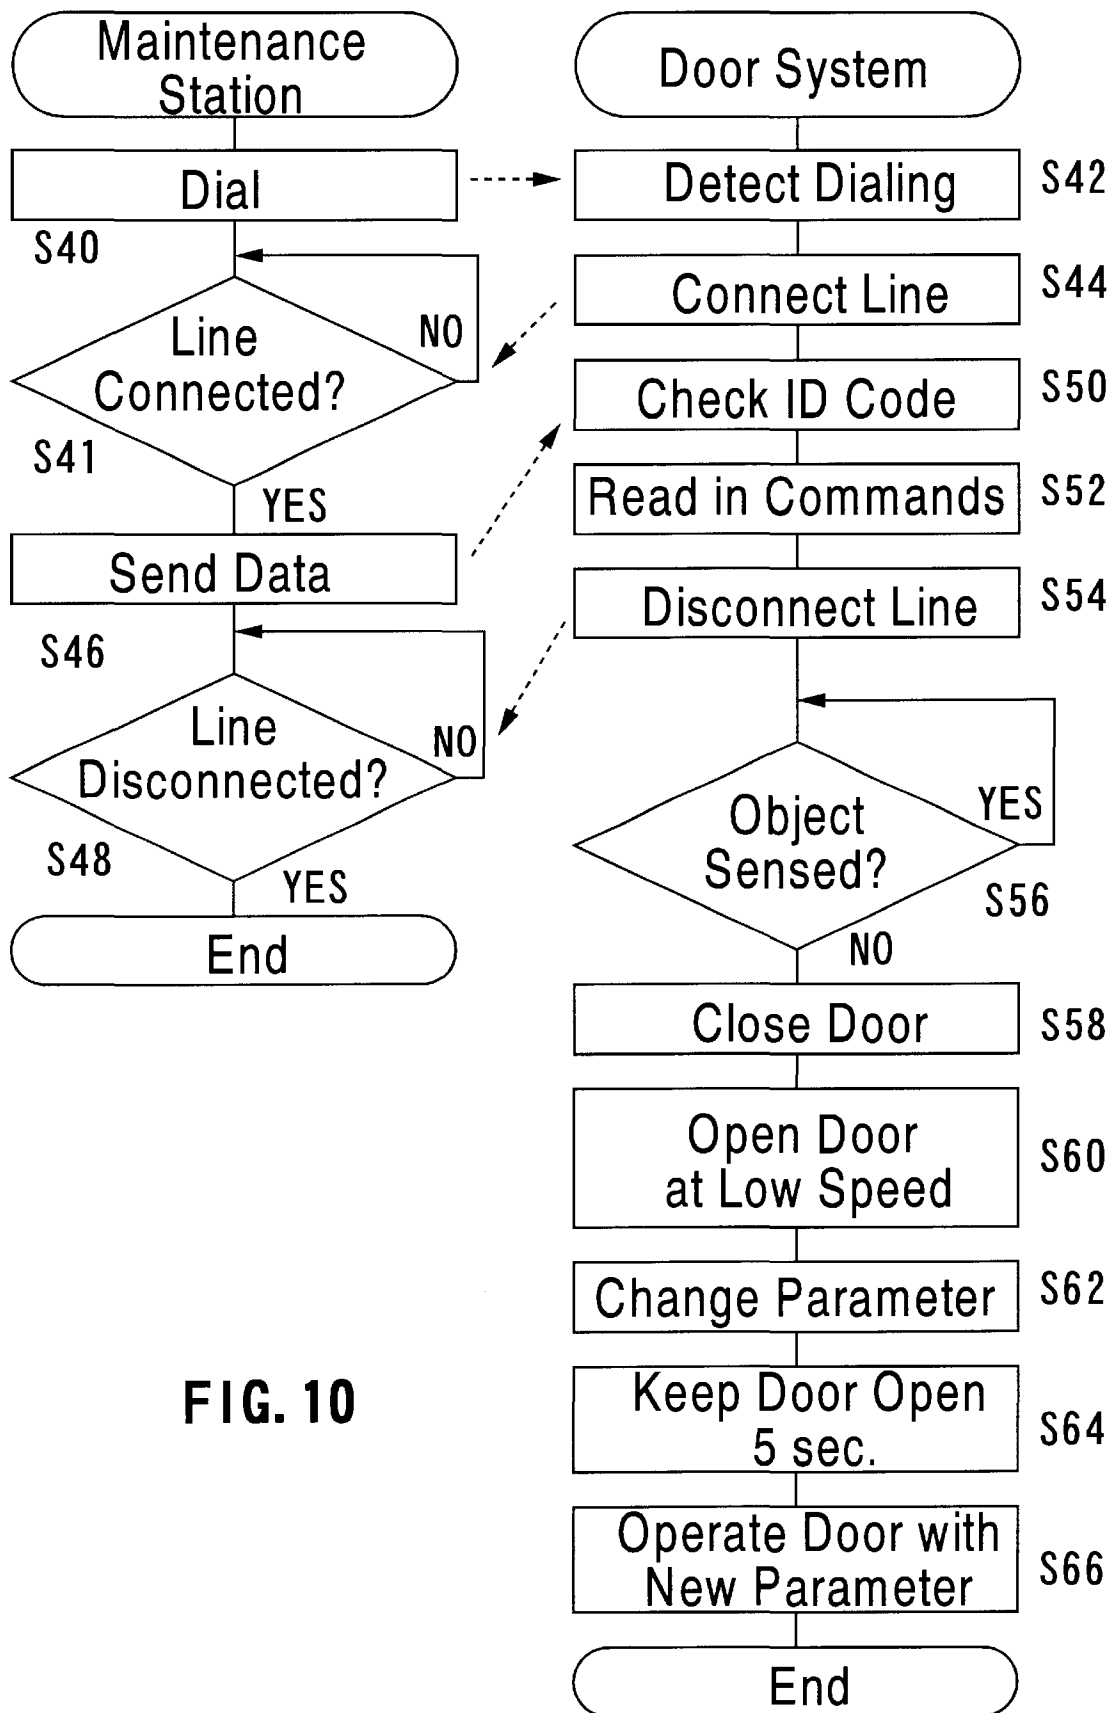 Maintenance
Station
Dial
S40
Line
Connected?
NO
S41
YES
Send Data
S46
Line
Disconnected?
NO
S48
YES
End
Door System
Detect Dialing
S42
Connect Line
S44
Check ID Code
S50
Read in Commands
S52
Disconnect Line
S54
Object
Sensed?
YES
S56
NO
Close Door
S58
Open Door
at Low Speed
S60
Change Parameter
S62
Keep Door Open
5 sec.
S64
Operate Door with
New Parameter
S66
End
FIG. 10